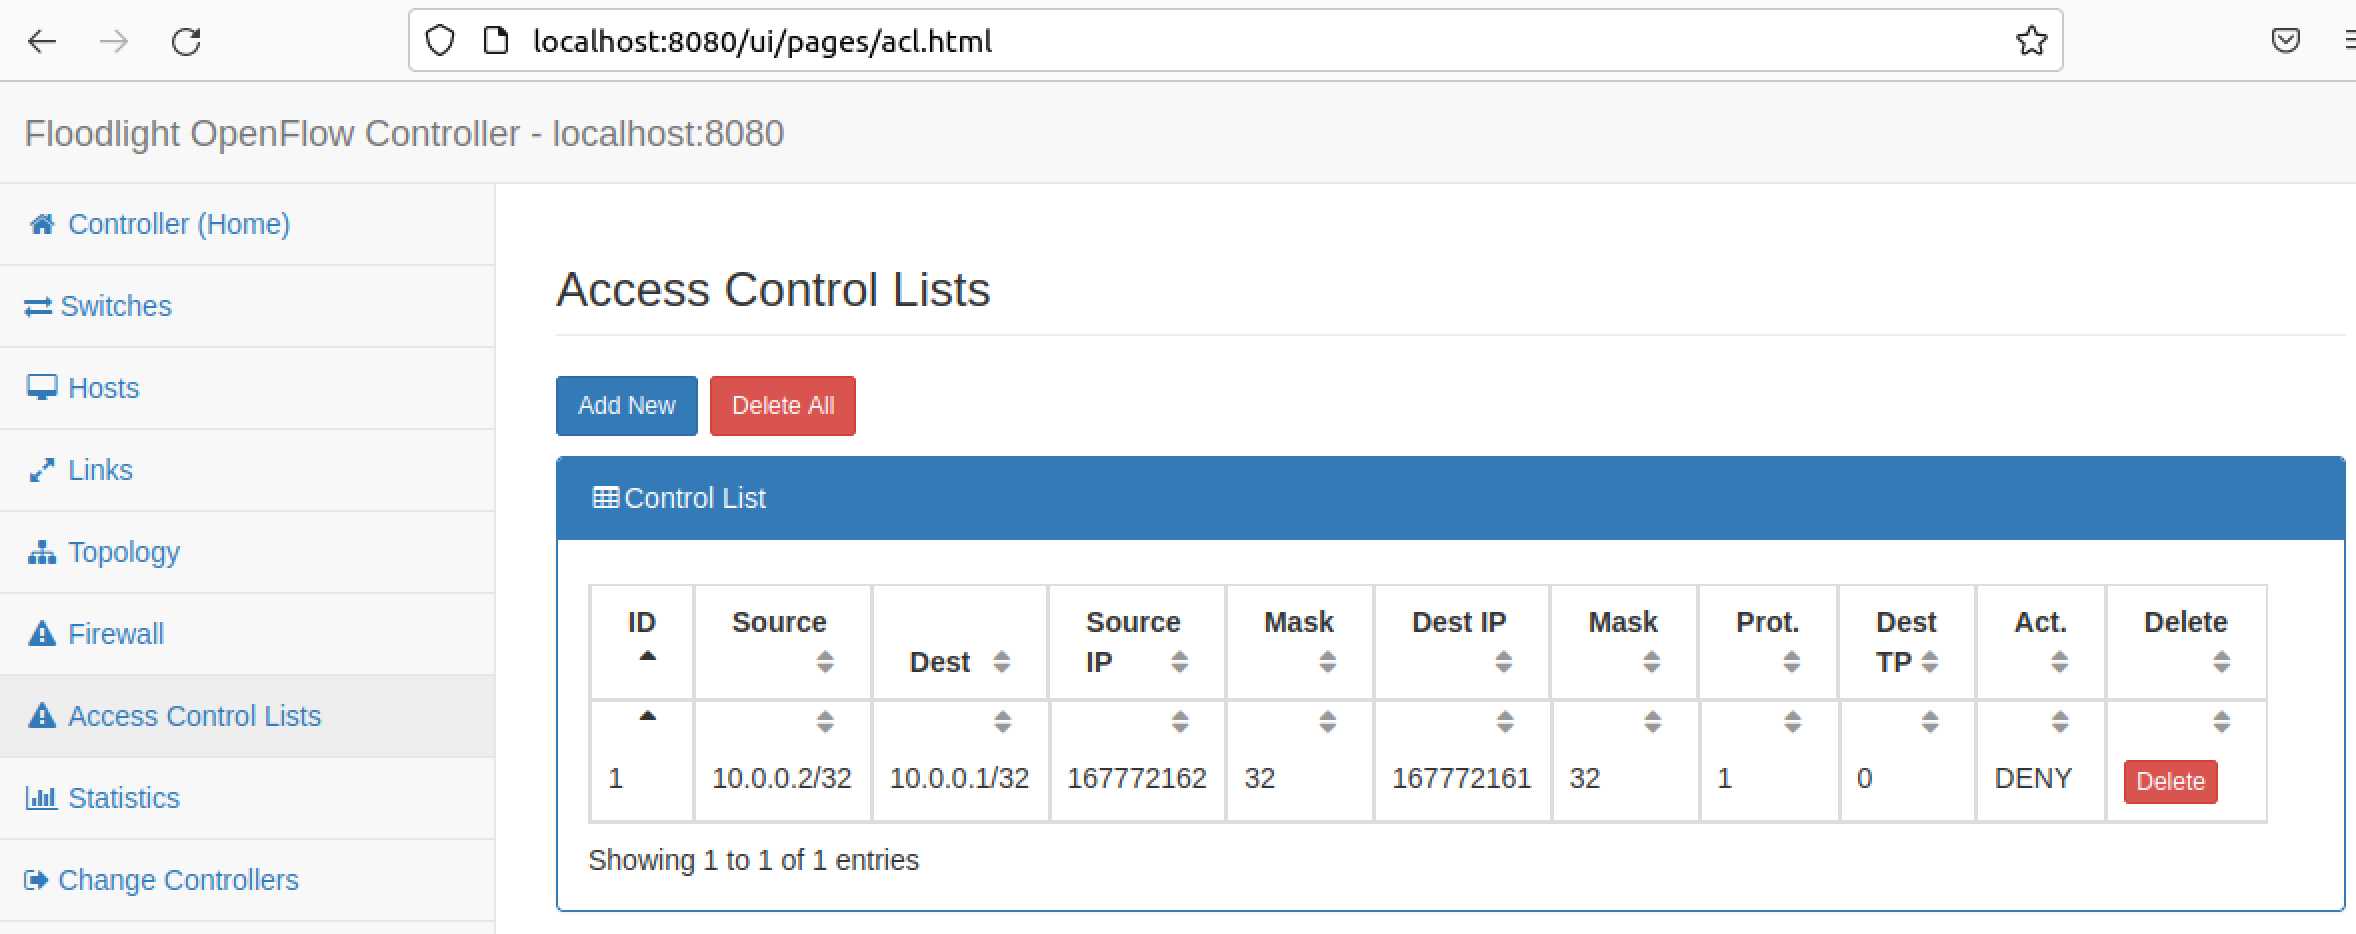 localhost:8080/ui/pages/acl.html
Floodlight OpenFlow Controller - localhost:8080
Controller (Home)
Switches
Hosts
Links
Topology
Firewall
Access Control Lists
Statistics
Change Controllers
Access Control Lists
Add New Delete All
Control List
ID Source Dest Source IP Mask Dest IP Mask Prot. Dest TP Act. Delete
1 10.0.0.2/32 10.0.0.1/32 167772162 32 167772161 32 1 0 DENY Delete
Showing 1 to 1 of 1 entries